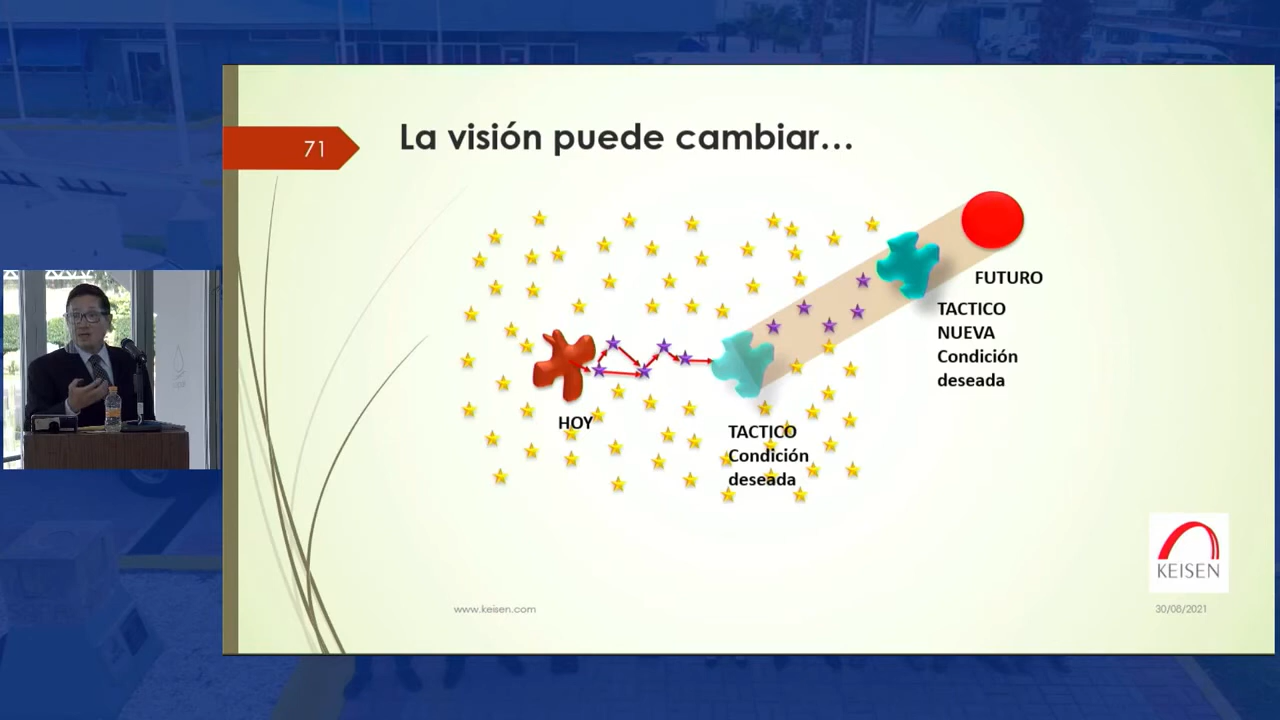 71
La visión puede cambiar...
FUTURO
TACTICO
NUEVA
Condición
deseada
HOY
TACTICO
Condición
deseada
KEISEN
www.keisen.com
30/08/2021